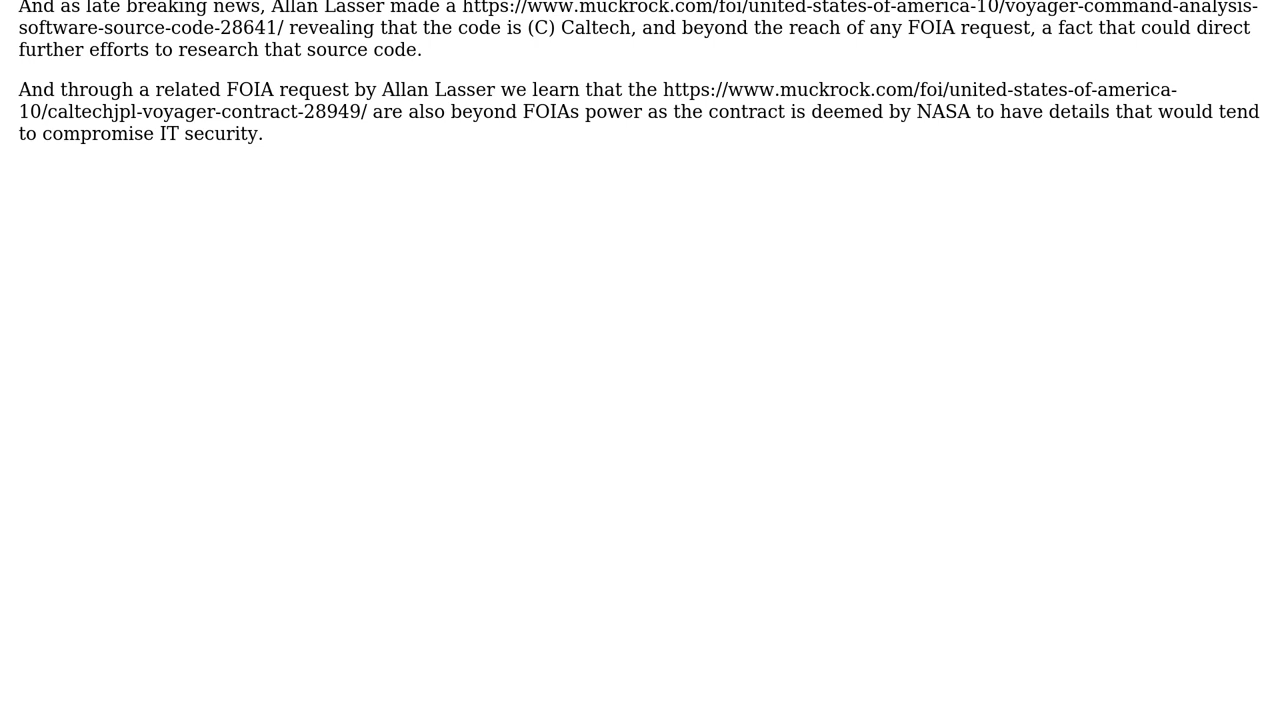 And as late breaking news, Allan Lasser made a https://www.muckrock.com/foi/united-states-of-america-10/voyager-command-analysis-
software-source-code-28641/ revealing that the code is (C) Caltech, and beyond the reach of any FOIA request, a fact that could direct
further efforts to research that source code.
And through a related FOIA request by Allan Lasser we learn that the https://www.muckrock.com/foi/united-states-of-america-
10/caltechjpl-voyager-contract-28949/ are also beyond FOIAs power as the contract is deemed by NASA to have details that would tend
to compromise IT security.